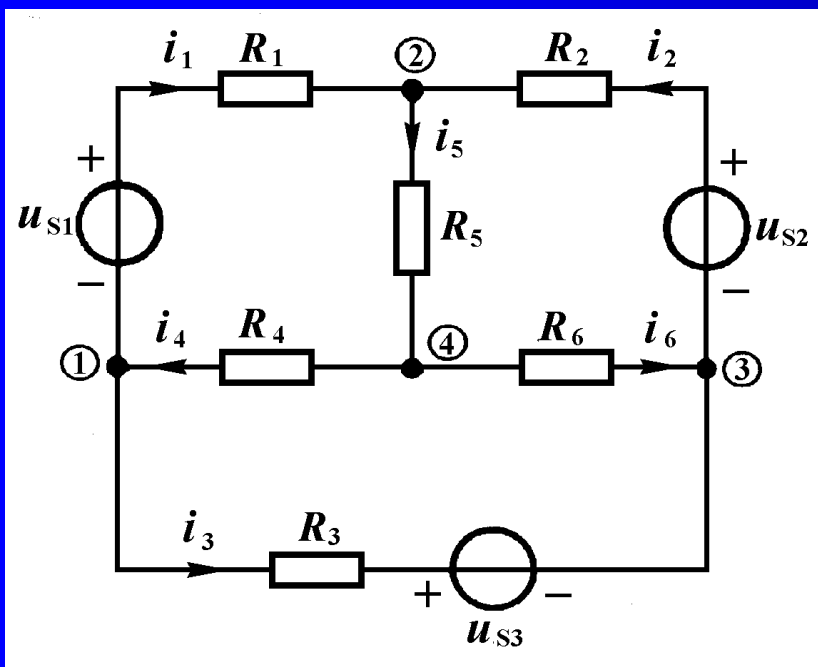 i1 R1 ② R2 i2
+ i5 +
uS1 R5 uS2
− −
i4 R4 ④ R6 i6
① ③
i3 R3
+ −
uS3